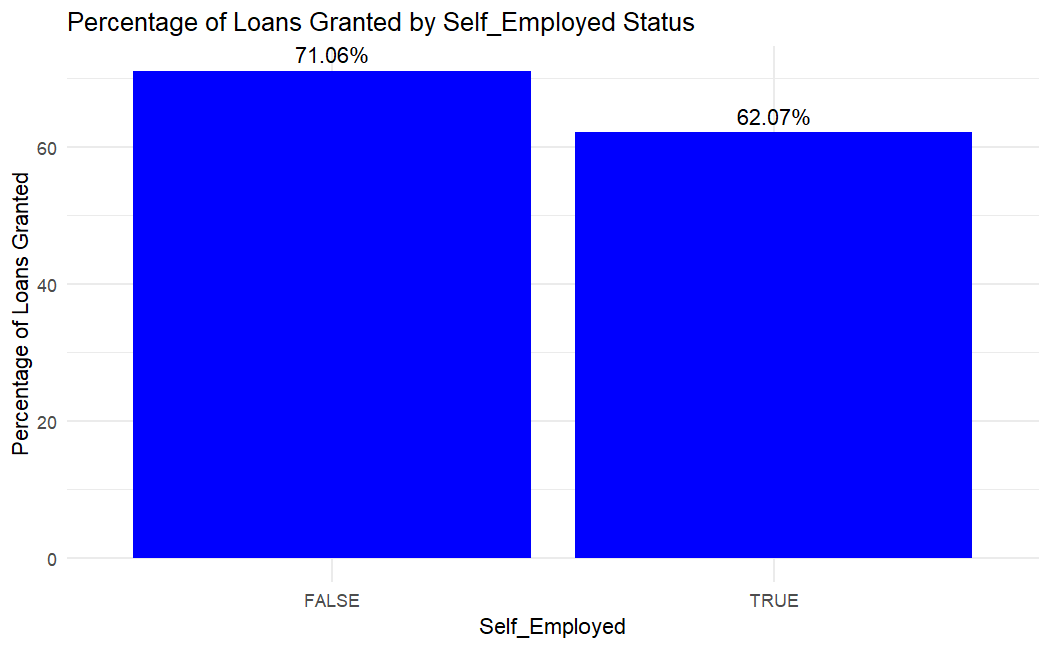 Percentage of Loans Granted by Self_Employed Status
71.06%
62.07%
Percentage of Loans Granted
60
40
20
0
FALSE
TRUE
Self_Employed